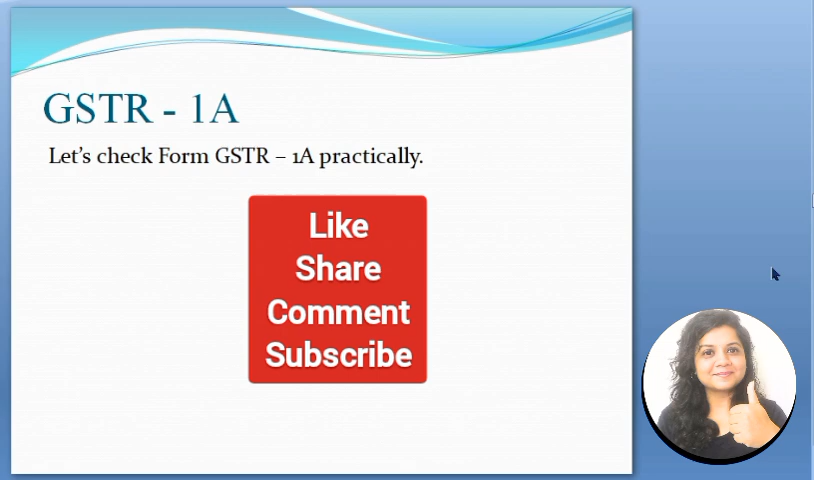 GSTR - 1A
Let’s check Form GSTR – 1A practically.
Like
Share
Comment
Subscribe